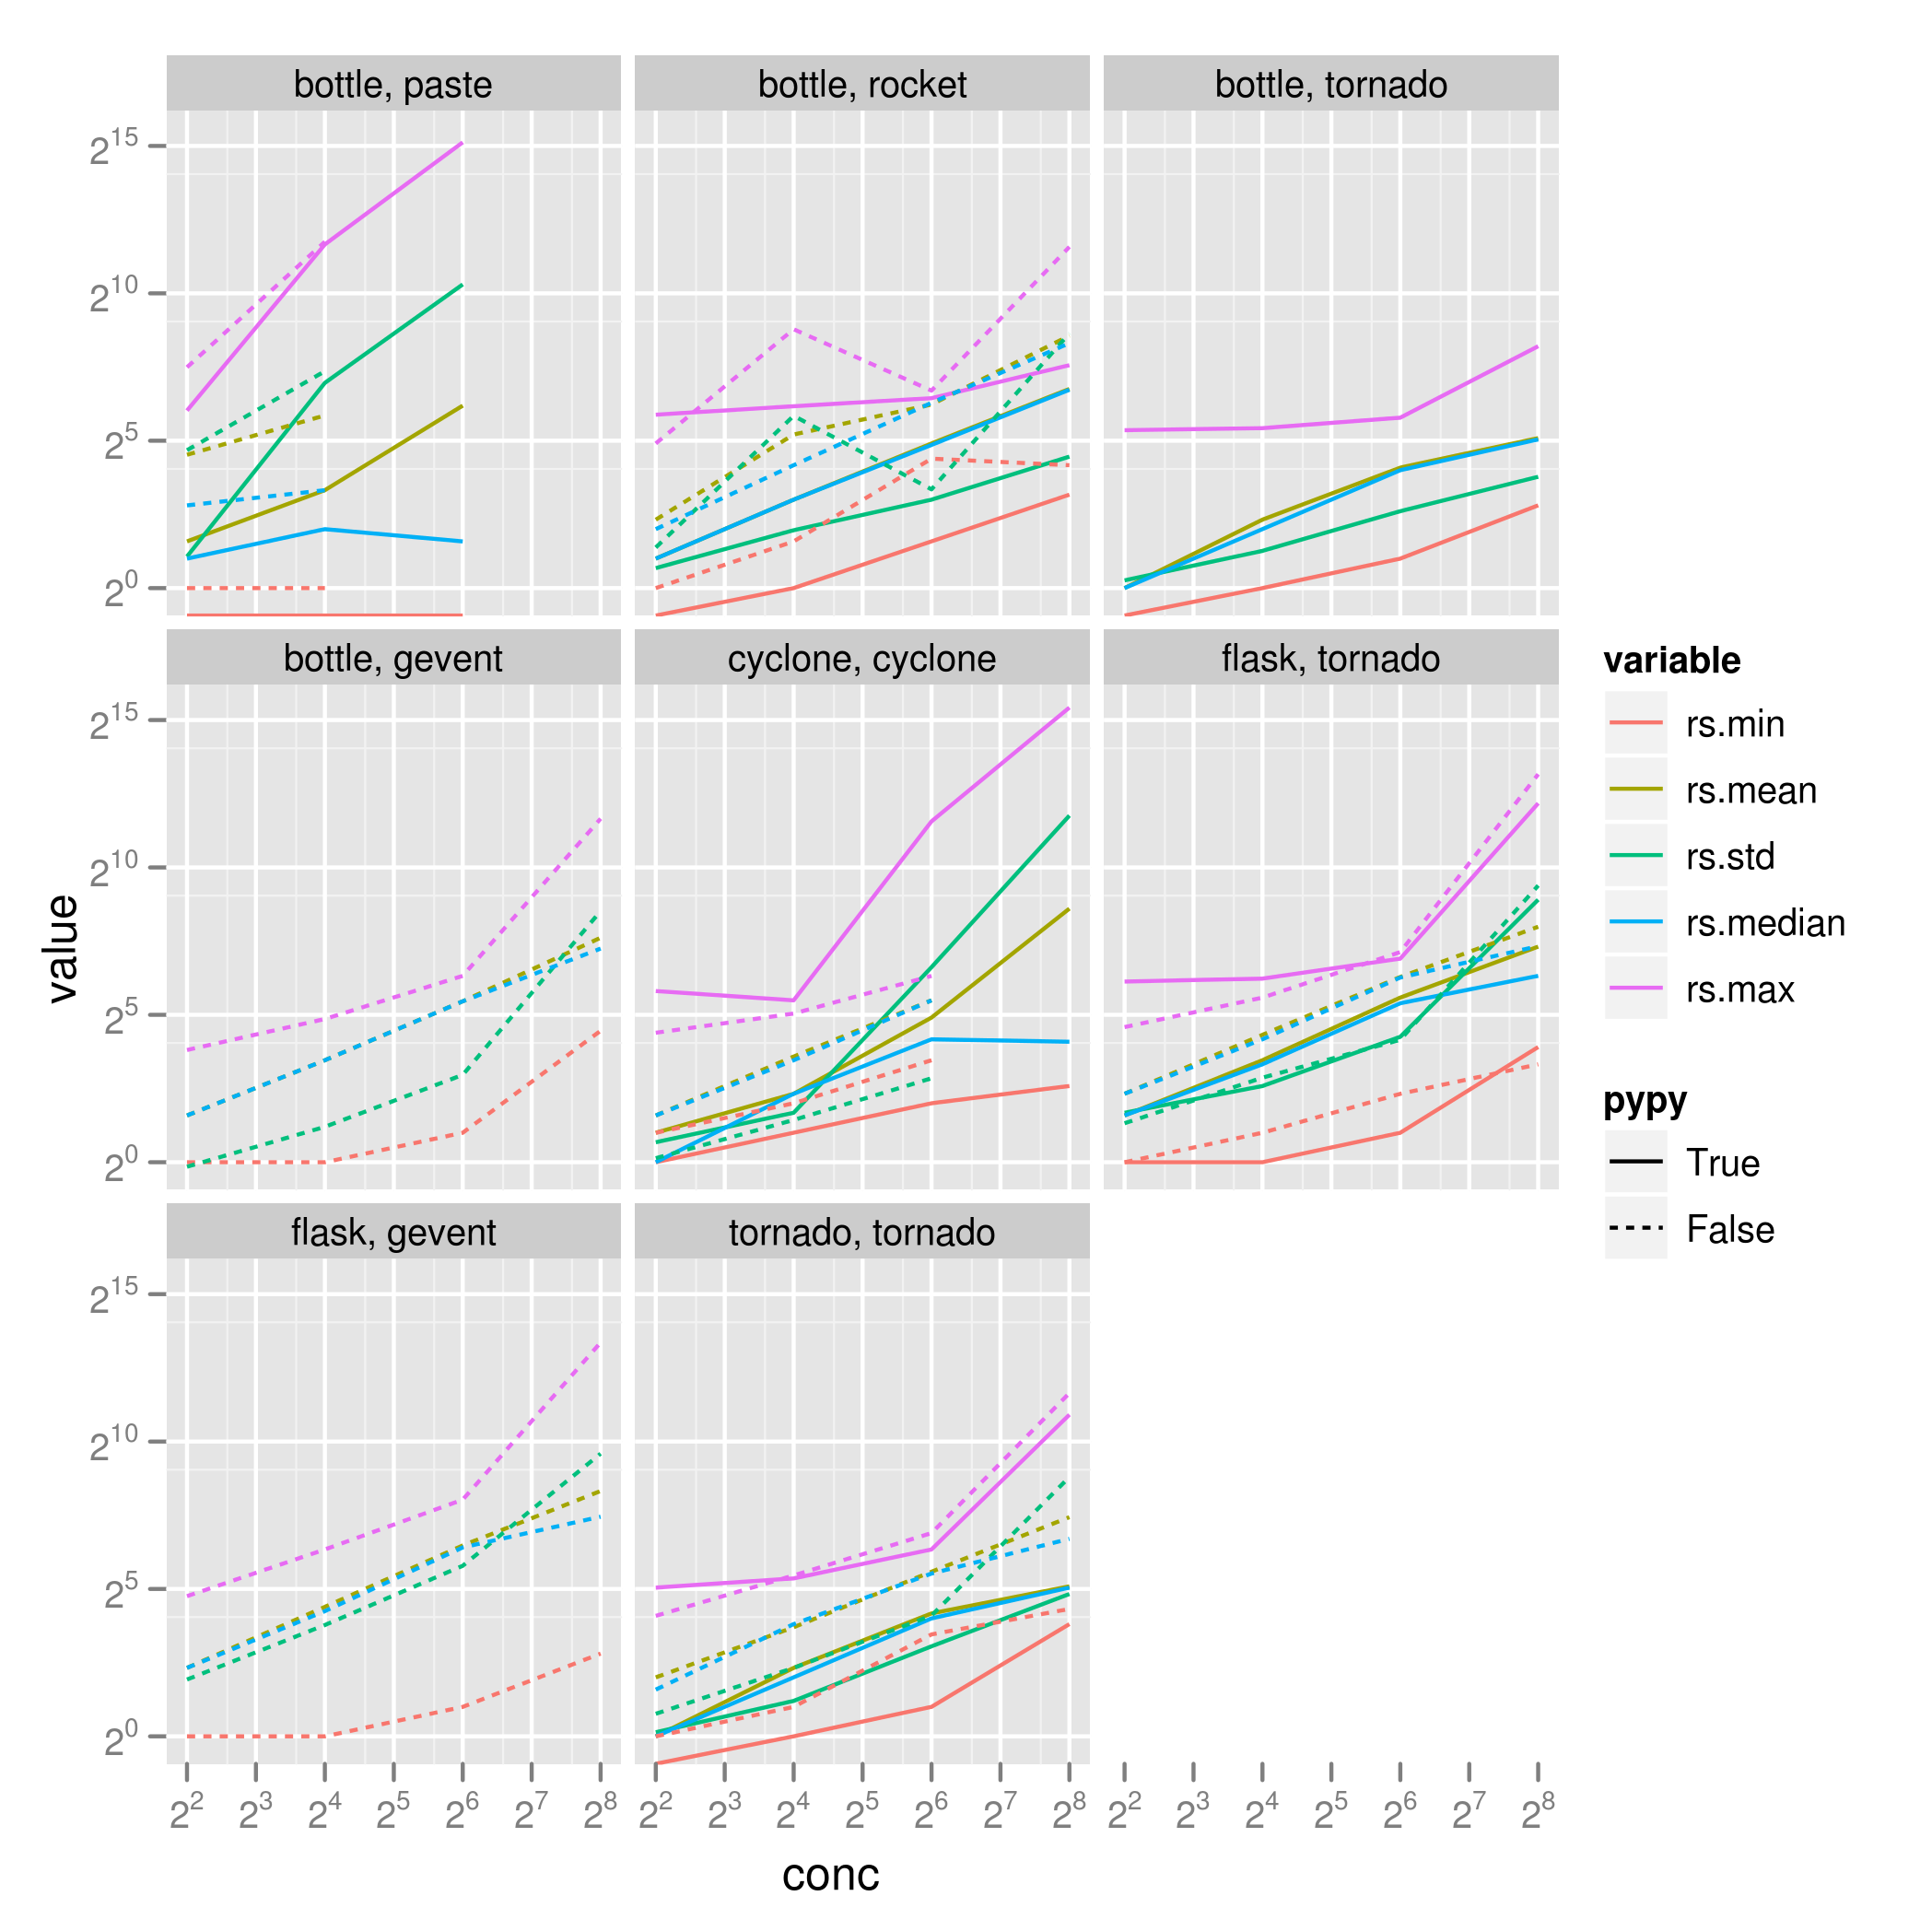 bottle, paste
bottle, rocket
bottle, tornado
2^15
2^10
2^5
2^0
bottle, gevent
cyclone, cyclone
flask, tornado
2^15
2^10
2^5
2^0
flask, gevent
tornado, tornado
2^15
2^10
2^5
2^0
2^2 2^3 2^4 2^5 2^6 2^7 2^8
2^2 2^3 2^4 2^5 2^6 2^7 2^8
2^2 2^3 2^4 2^5 2^6 2^7 2^8
conc
value
variable
rs.min
rs.mean
rs.std
rs.median
rs.max
pypy
True
False